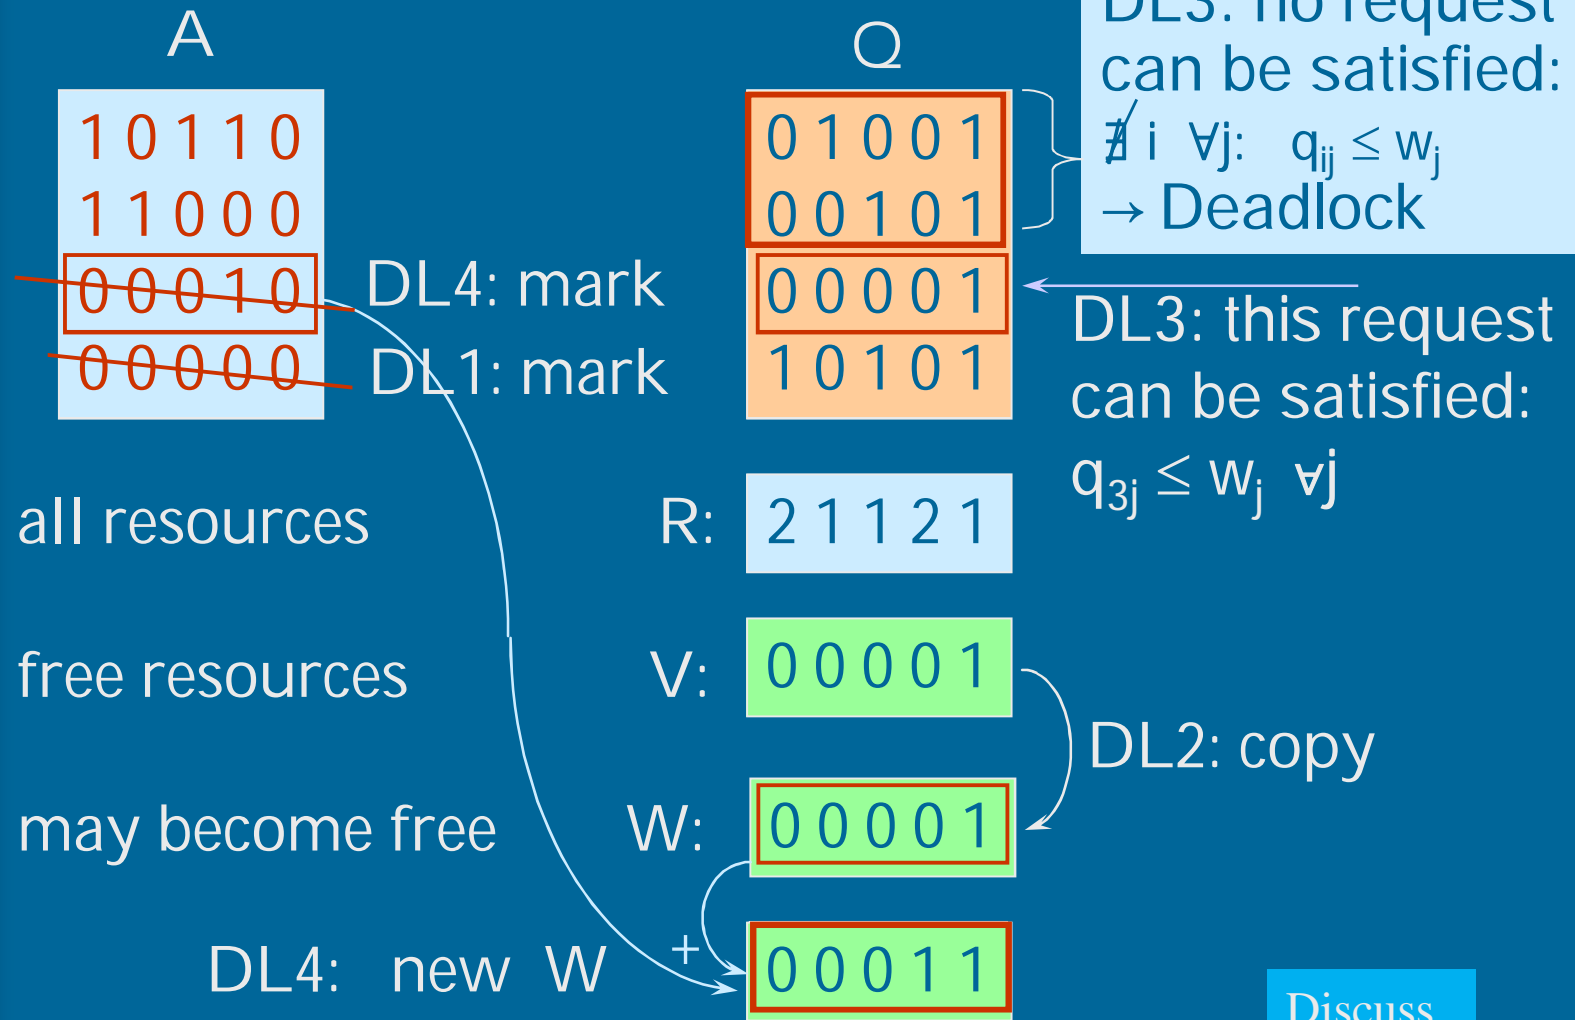 A
Q
DL3: no request
can be satisfied:
∄ i ∀j: qij ≤ wj
→ Deadlock
1 0 1 1 0
1 1 0 0 0
0 0 0 1 0
0 0 0 0 0
DL4: mark
DL1: mark
0 1 0 0 1
0 0 1 0 1
0 0 0 0 1
1 0 1 0 1
DL3: this request
can be satisfied:
q3j ≤ wj ∀j
all resources R: 2 1 1 2 1
free resources V: 0 0 0 0 1
DL2: copy
may become free W: 0 0 0 0 1
DL4: new W + 0 0 0 1 1
Discuss